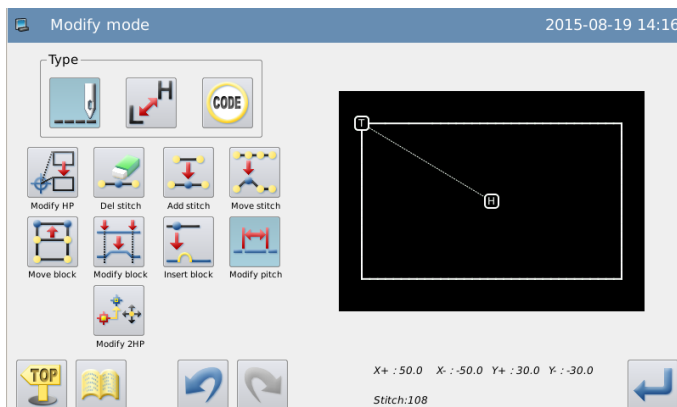 Modify mode 2015-08-19 14:16
Type
L H CODE
Modify HP Del stitch Add stitch Move stitch
Move block Modify block Insert block Modify pitch
Modify 2HP
T
H
TOP
X+ : 50.0 X- : -50.0 Y+ : 30.0 Y- : -30.0
Stitch:108